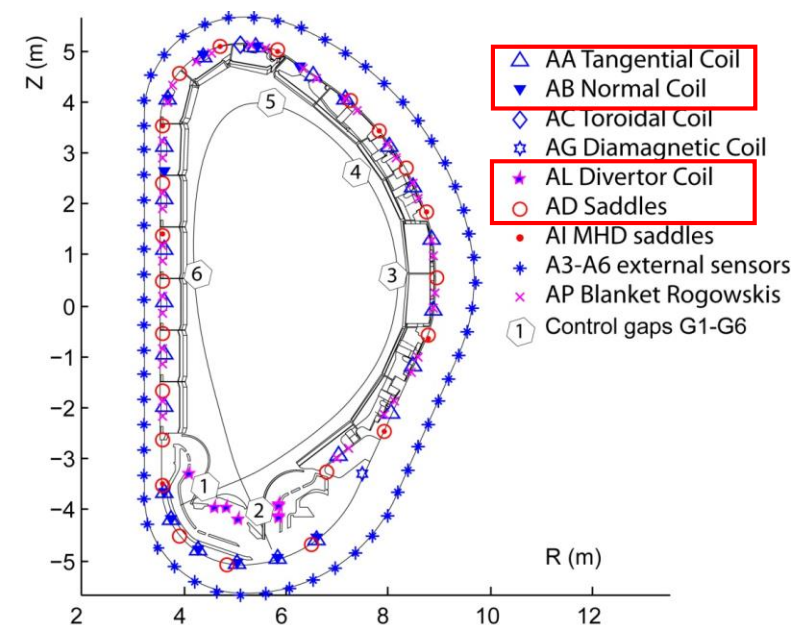 Z (m)
5
4
3
2
1
0
−1
−2
−3
−4
−5
2
4
6
8
10
12
R (m)
5
4
3
6
1
2
AA Tangential Coil
AB Normal Coil
AC Toroidal Coil
AG Diamagnetic Coil
AL Divertor Coil
AD Saddles
AI MHD saddles
A3-A6 external sensors
AP Blanket Rogowskis
1 Control gaps G1-G6